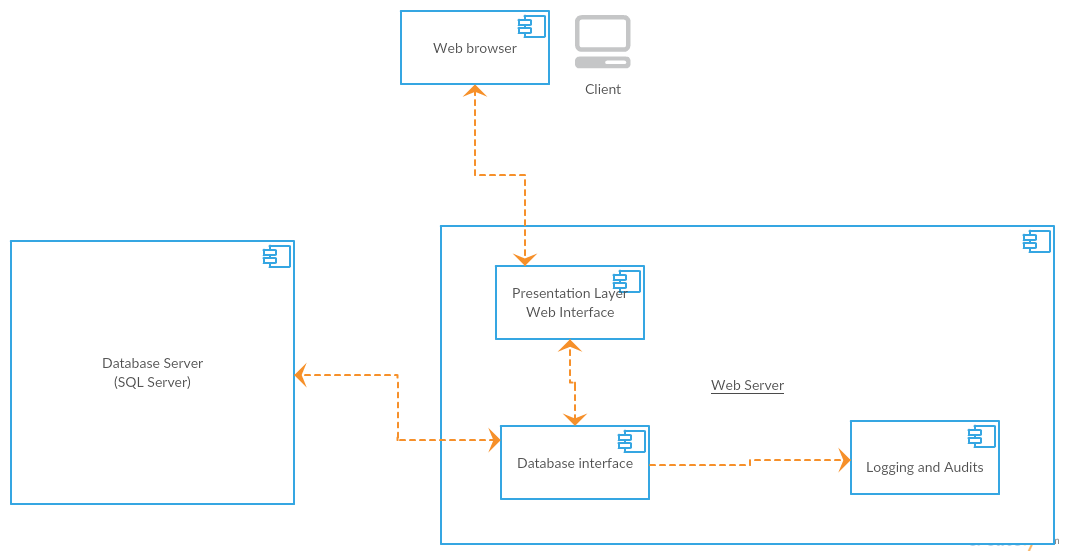 Web browser
Client
Presentation Layer
Web Interface
Database Server
(SQL Server)
Web Server
Database interface
Logging and Audits